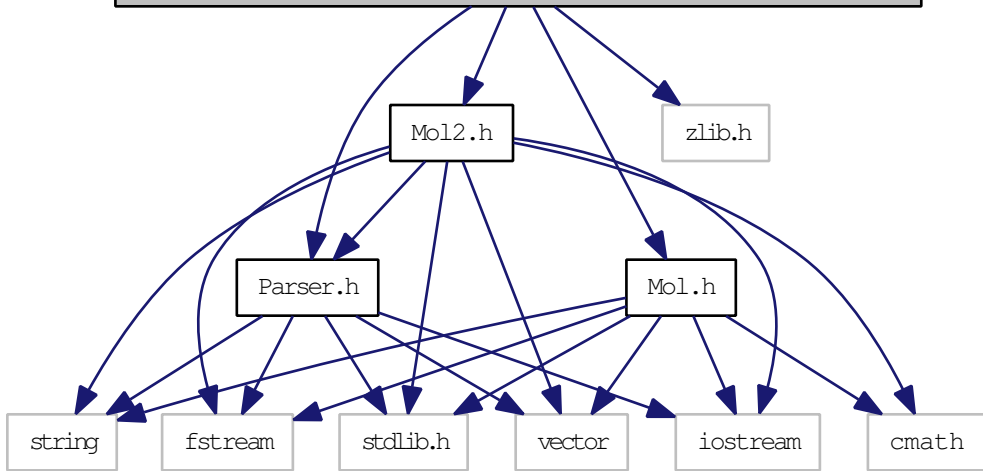 Mol2.h
zlib.h
Parser.h
Mol.h
string
fstream
stdlib.h
vector
iostream
cmath